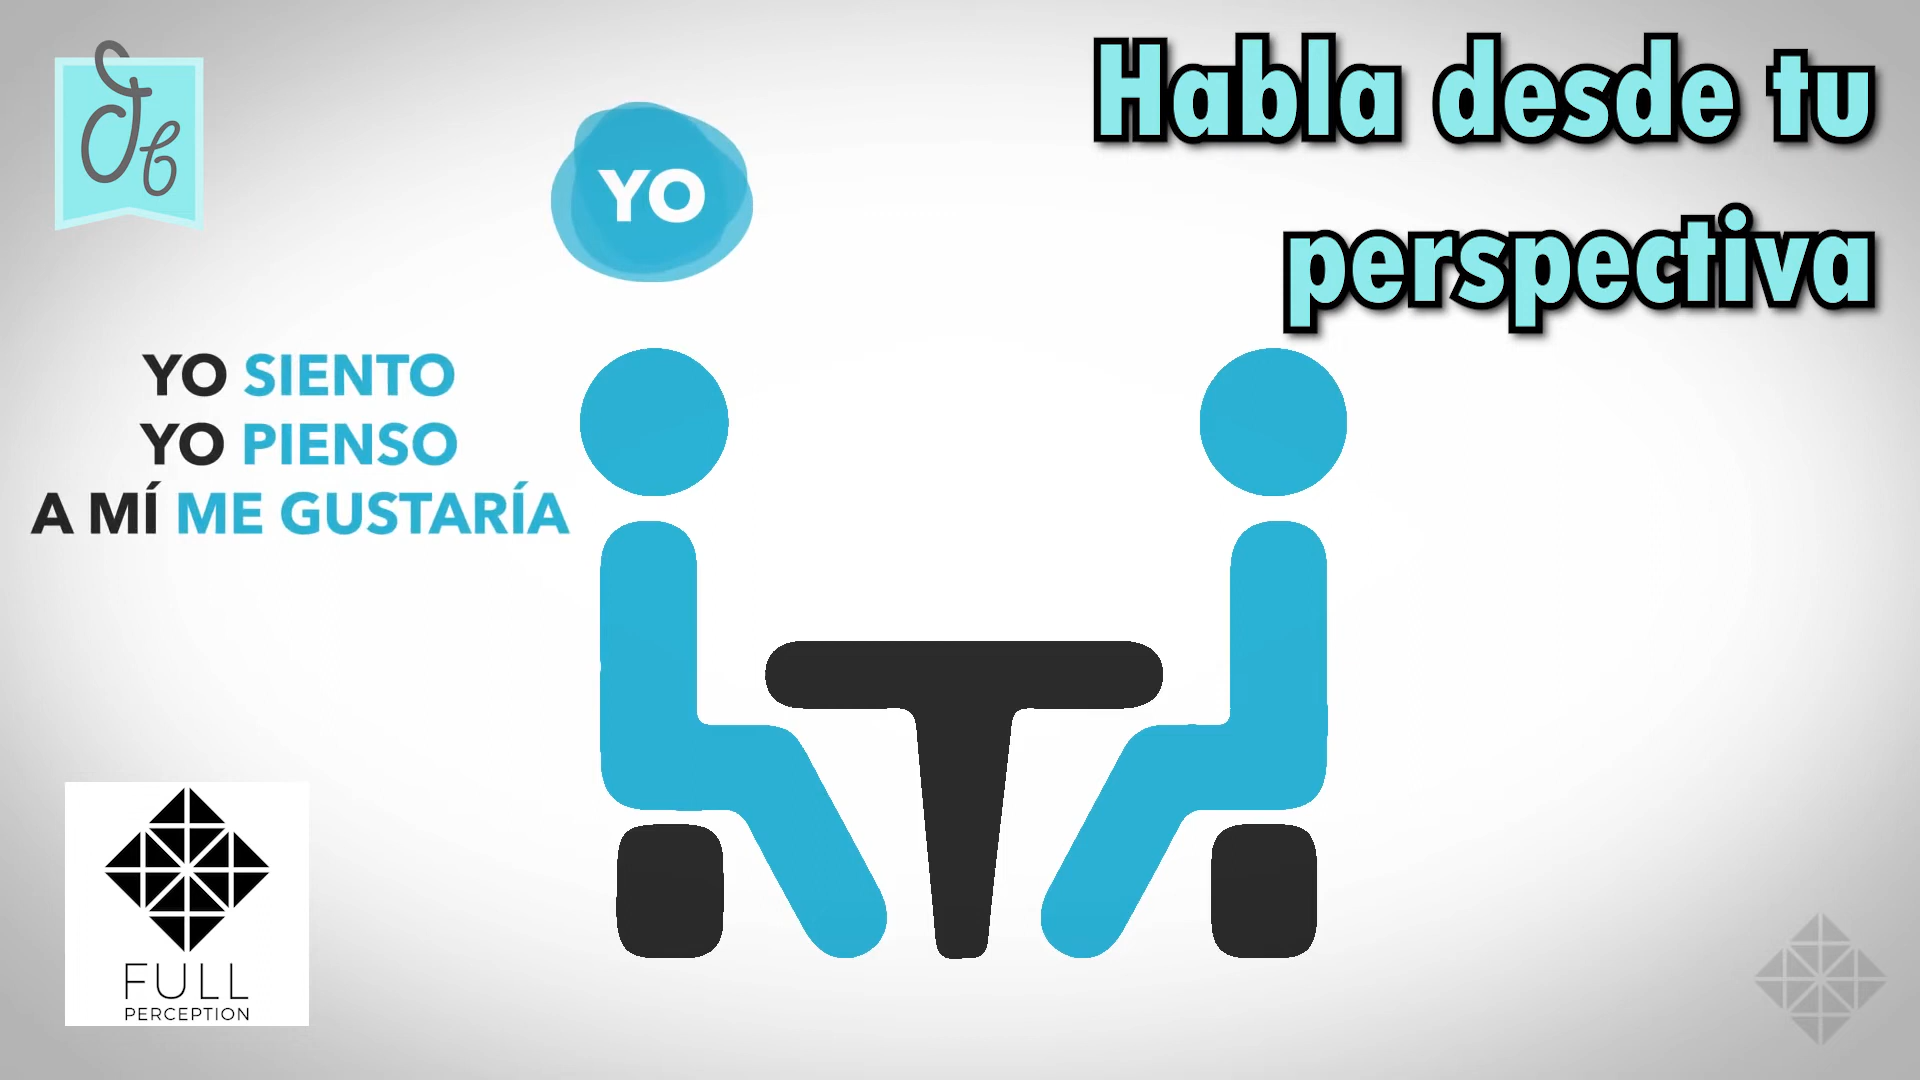 Habla desde tu
perspectiva
YO
YO SIENTO
YO PIENSO
A MÍ ME GUSTARÍA
FULL
PERCEPTION